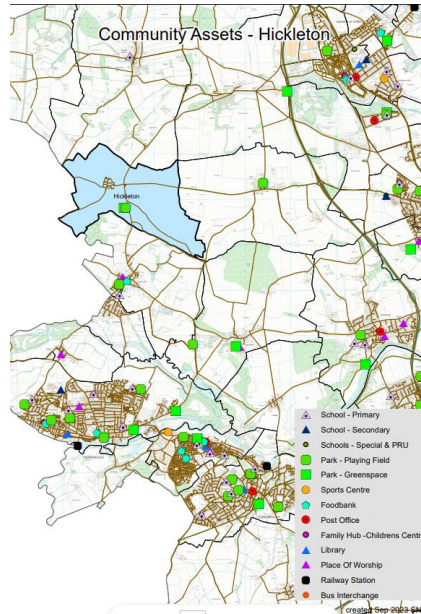 Community Assets - Hickleton
Hickleton
School - Primary
School - Secondary
Schools - Special & PRU
Park - Playing Field
Park - Greenspace
Sports Centre
Foodbank
Post Office
Family Hub -Childrens Centr
Library
Place Of Worship
Railway Station
Bus Interchange
created Sep 2023